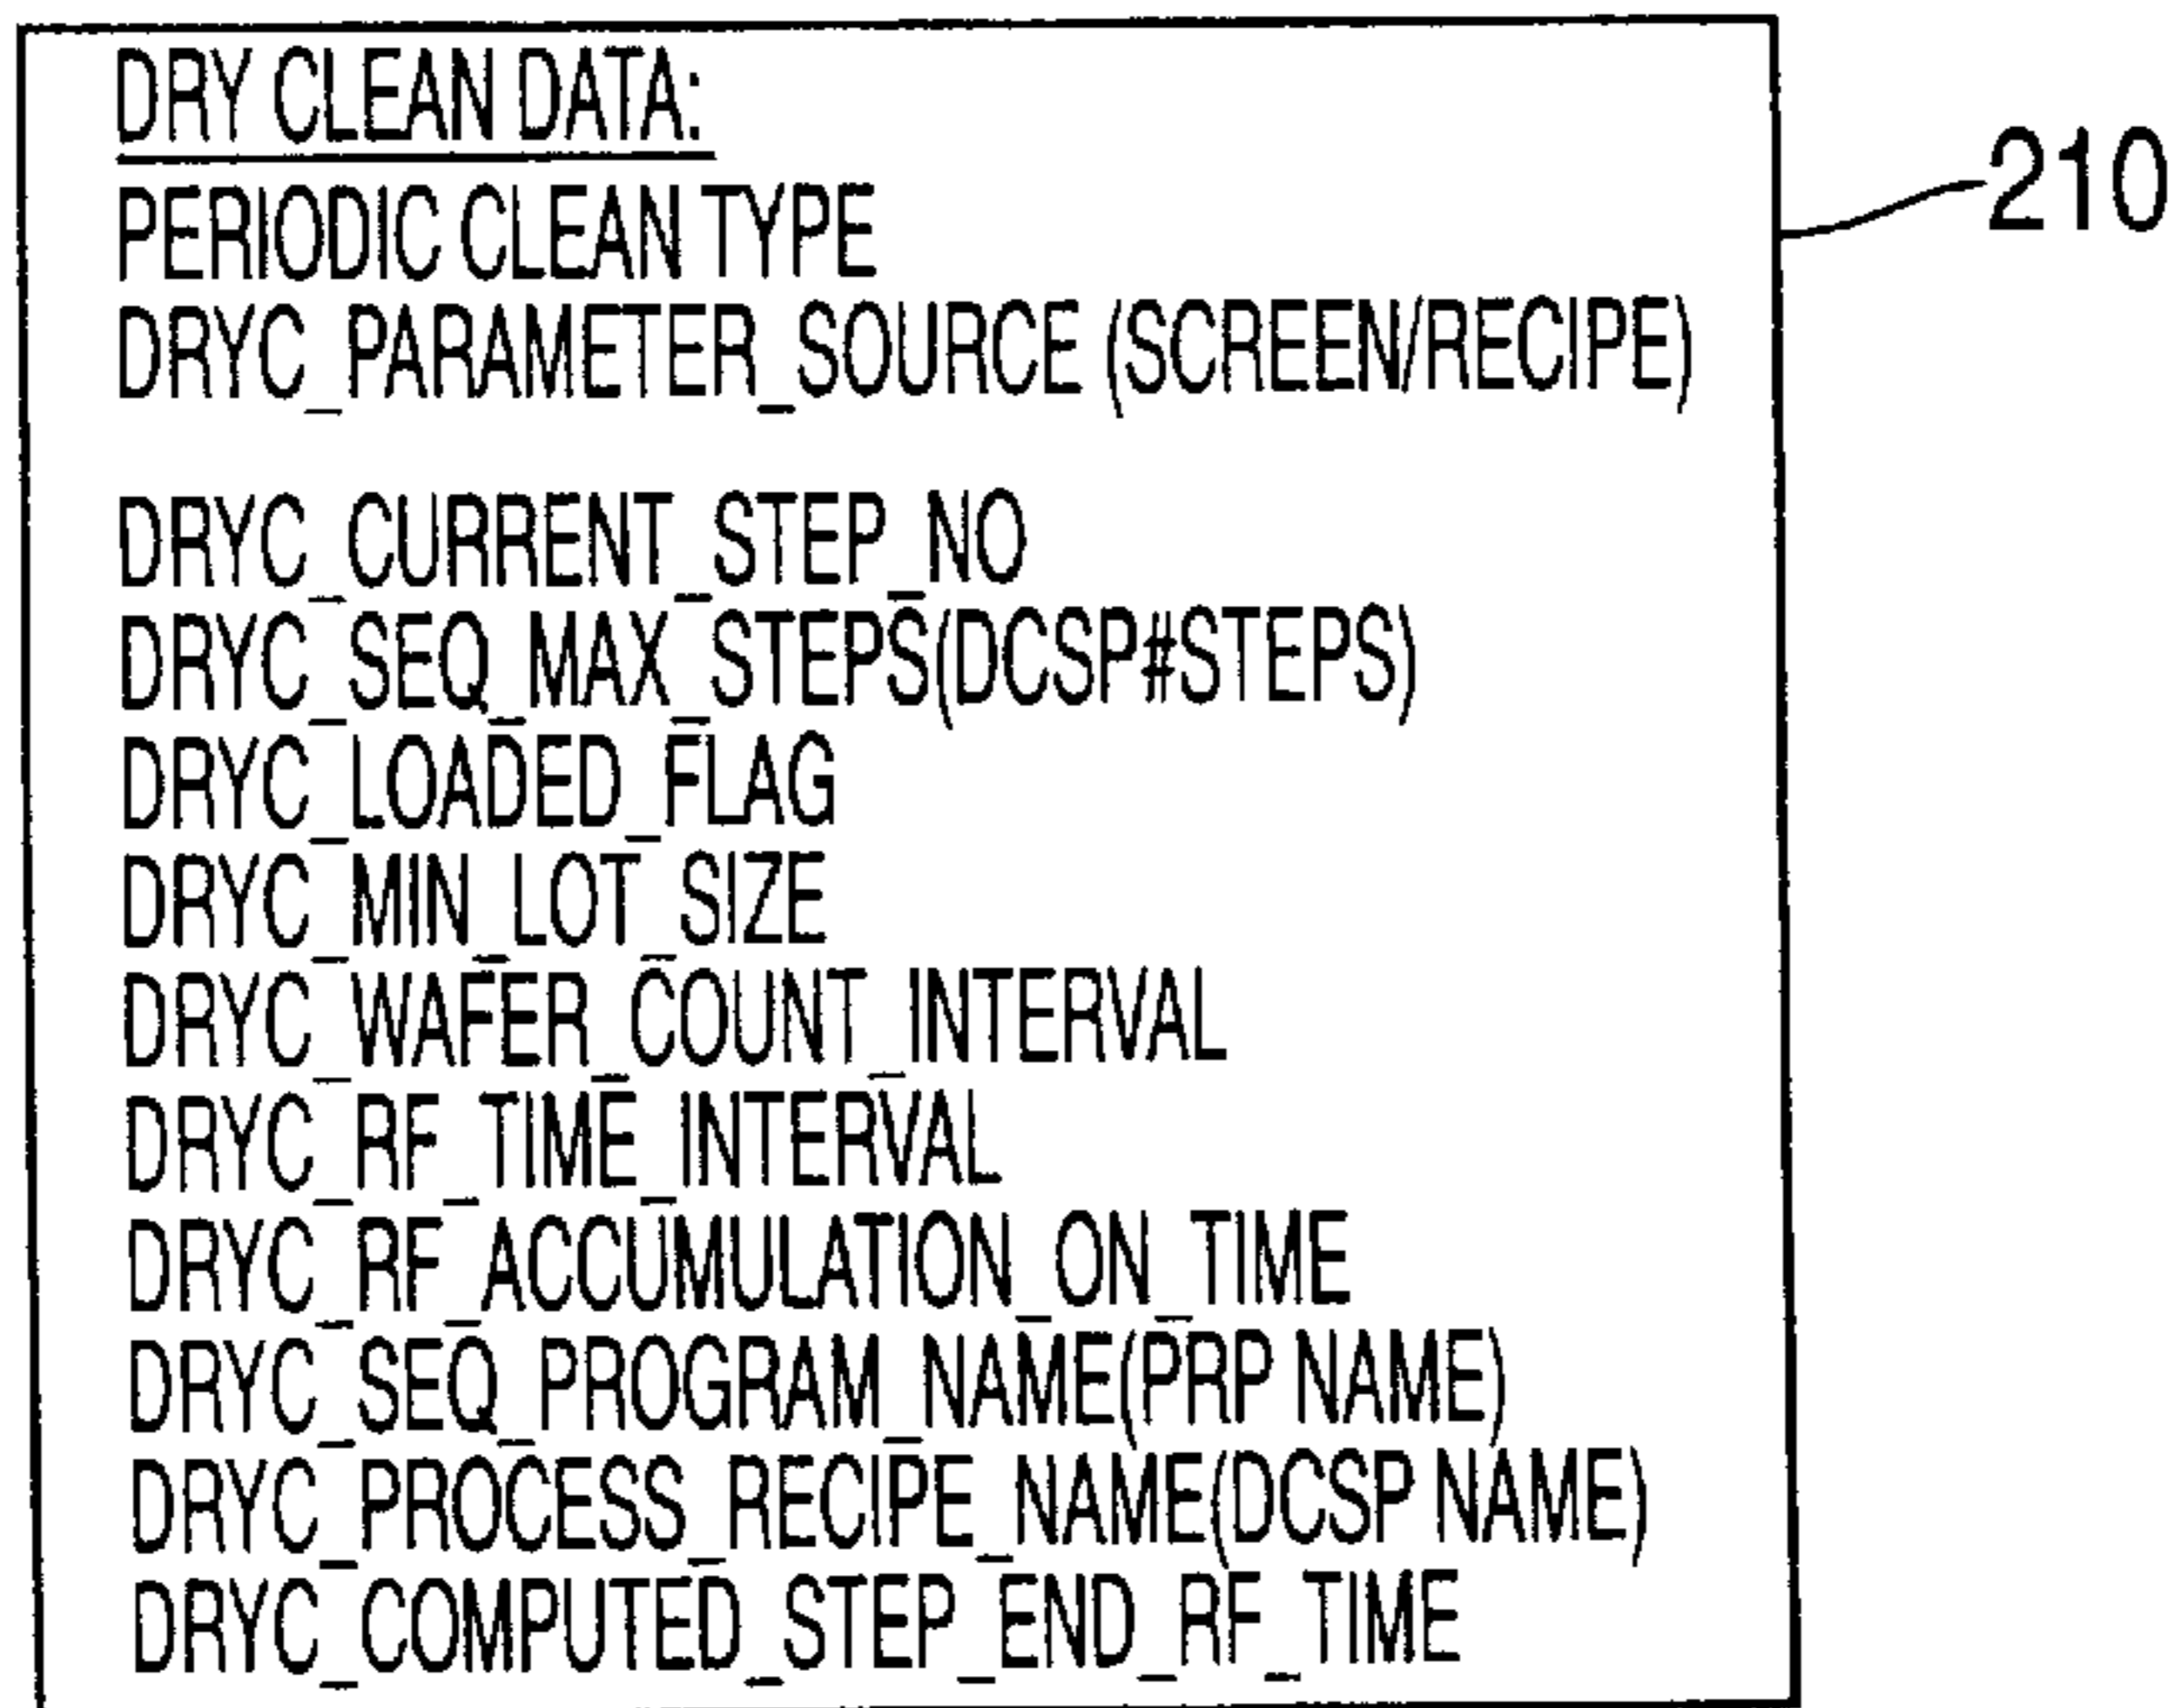 DRY CLEAN DATA:
PERIODIC CLEAN TYPE
DRYC_PARAMETER_SOURCE (SCREEN/RECIPE)
DRYC_CURRENT_STEP_NO
DRYC_SEQ_MAX_STEPS(DCSP#STEPS)
DRYC_LOADED_FLAG
DRYC_MIN_LOT_SIZE
DRYC_WAFER_COUNT_INTERVAL
DRYC_RF_TIME_INTERVAL
DRYC_RF_ACCUMULATION_ON_TIME
DRYC_SEQ_PROGRAM_NAME(PRP NAME)
DRYC_PROCESS_RECIPE_NAME(DCSP NAME)
DRYC_COMPUTED_STEP_END_RF_TIME
210